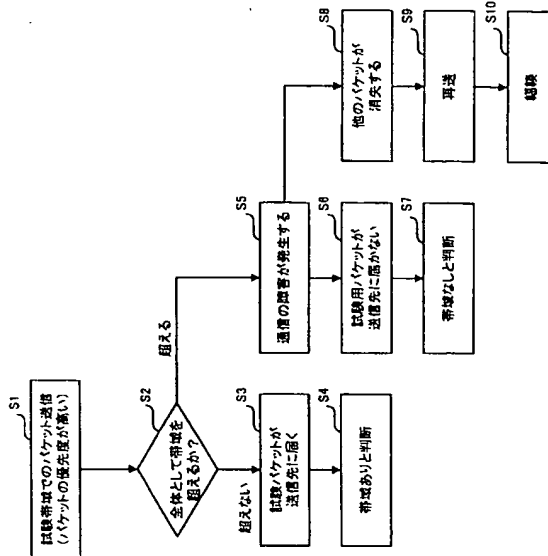 S1
試験帯域でのパケット送信
(パケットの優先度が高い)
S2
全体として帯域を
超えるか?
超えない
超える
S3
試験パケットが
送信先に届く
S4
帯域ありと判断
S5
通信の障害が発生する
S6
試験用パケットが
送信先に届かない
S7
帯域なしと判断
S8
他のパケットが
消失する
S9
再送
S10